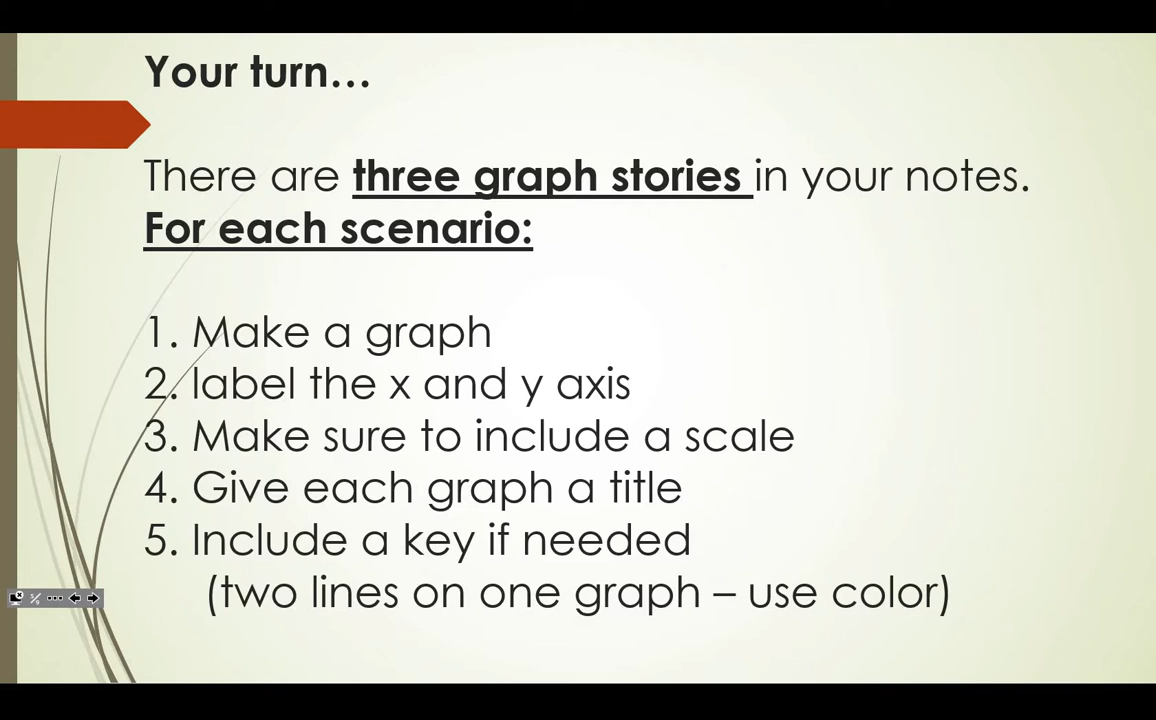 Your turn…
There are three graph stories in your notes.
For each scenario:
1. Make a graph
2. label the x and y axis
3. Make sure to include a scale
4. Give each graph a title
5. Include a key if needed
(two lines on one graph – use color)